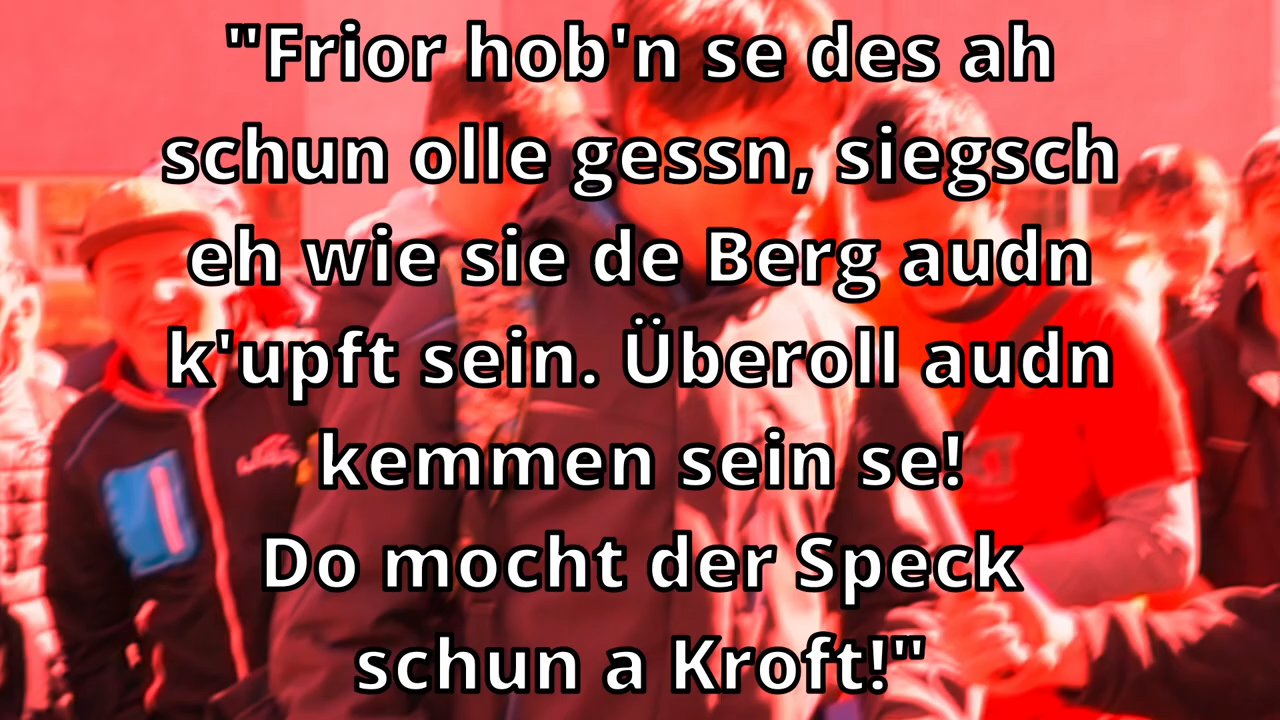 "Frior hob'n se des ah
schun olle gessn, siegsch
eh wie sie de Berg audn
k'upft sein. Überoll audn
kemmen sein se!
Do mocht der Speck
schun a Kroft!"